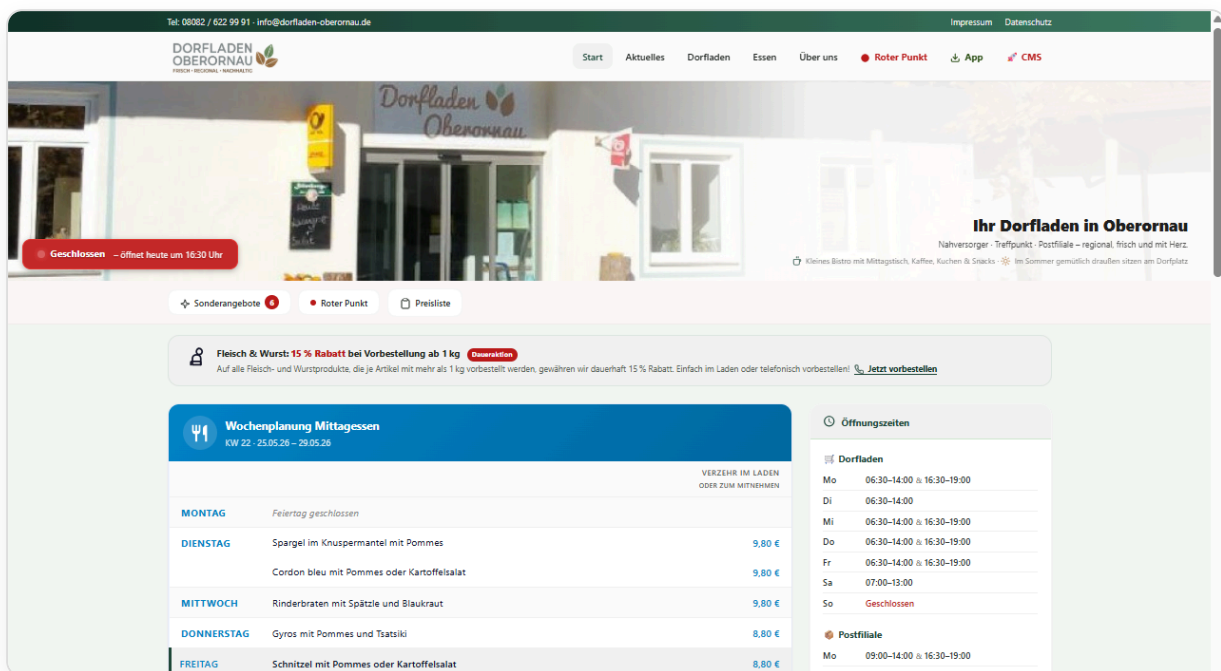 Tel: 08082 / 622 99 91 · info@dorfladen-oberornau.de
Impressum Datenschutz
DORFLADEN
OBERORNAU
FRISCH · REGIONAL · NACHHALTIG
Start Aktuelles Dorfladen Essen Über uns Roter Punkt App CMS
Dorfladen
Oberornau
Ihr Dorfladen in Oberornau
Nahversorger · Treffpunkt · Postfiliale – regional, frisch und mit Herz.
Kleines Bistro mit Mittagstisch, Kaffee, Kuchen & Snacks · Im Sommer gemütlich draußen sitzen am Dorfplatz
Geschlossen – öffnet heute um 16:30 Uhr
Sonderangebote 6 Roter Punkt Preisliste
Fleisch & Wurst: 15 % Rabatt bei Vorbestellung ab 1 kg Daueraktion
Auf alle Fleisch- und Wurstprodukte, die je Artikel mit mehr als 1 kg vorbestellt werden, gewähren wir dauerhaft 15 % Rabatt. Einfach im Laden oder telefonisch vorbestellen! Jetzt vorbestellen
Wochenplanung Mittagessen
KW 22 · 25.05.26 – 29.05.26
VERZEHR IM LADEN
ODER ZUM MITNEHMEN
MONTAG Feiertag geschlossen
DIENSTAG Spargel im Knuspermantel mit Pommes 9,80 €
Cordon bleu mit Pommes oder Kartoffelsalat 9,80 €
MITTWOCH Rinderbraten mit Spätzle und Blaukraut 9,80 €
DONNERSTAG Gyros mit Pommes und Tsatsiki 8,80 €
FREITAG Schnitzel mit Pommes oder Kartoffelsalat 8,80 €
Öffnungszeiten
Dorfladen
Mo 06:30–14:00 & 16:30–19:00
Di 06:30–14:00
Mi 06:30–14:00 & 16:30–19:00
Do 06:30–14:00 & 16:30–19:00
Fr 06:30–14:00 & 16:30–19:00
Sa 07:00–13:00
So Geschlossen
Postfiliale
Mo 09:00–14:00 & 16:30–19:00